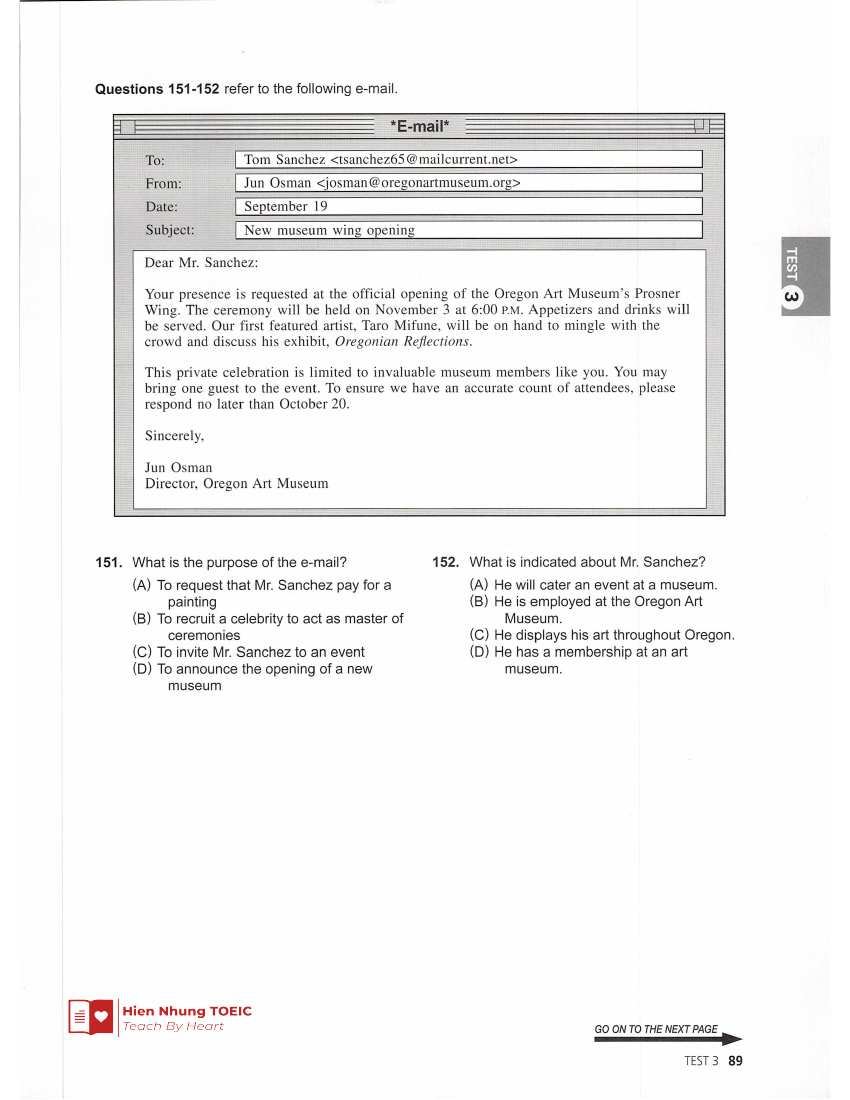 Questions 151-152 refer to the following e-mail.
*E-mail*
To: Tom Sanchez <tsanchez65@mailcurrent.net>
From: Jun Osman <josman@oregonartmuseum.org>
Date: September 19
Subject: New museum wing opening
Dear Mr. Sanchez:
Your presence is requested at the official opening of the Oregon Art Museum's Prosner
Wing. The ceremony will be held on November 3 at 6:00 P.M. Appetizers and drinks will
be served. Our first featured artist, Taro Mifune, will be on hand to mingle with the
crowd and discuss his exhibit, Oregonian Reflections.
This private celebration is limited to invaluable museum members like you. You may
bring one guest to the event. To ensure we have an accurate count of attendees, please
respond no later than October 20.
Sincerely,
Jun Osman
Director, Oregon Art Museum
TEST 3
151. What is the purpose of the e-mail?
(A) To request that Mr. Sanchez pay for a
painting
(B) To recruit a celebrity to act as master of
ceremonies
(C) To invite Mr. Sanchez to an event
(D) To announce the opening of a new
museum
152. What is indicated about Mr. Sanchez?
(A) He will cater an event at a museum.
(B) He is employed at the Oregon Art
Museum.
(C) He displays his art throughout Oregon.
(D) He has a membership at an art
museum.
Hien Nhung TOEIC
Teach By Heart
GO ON TO THE NEXT PAGE
TEST 3 89